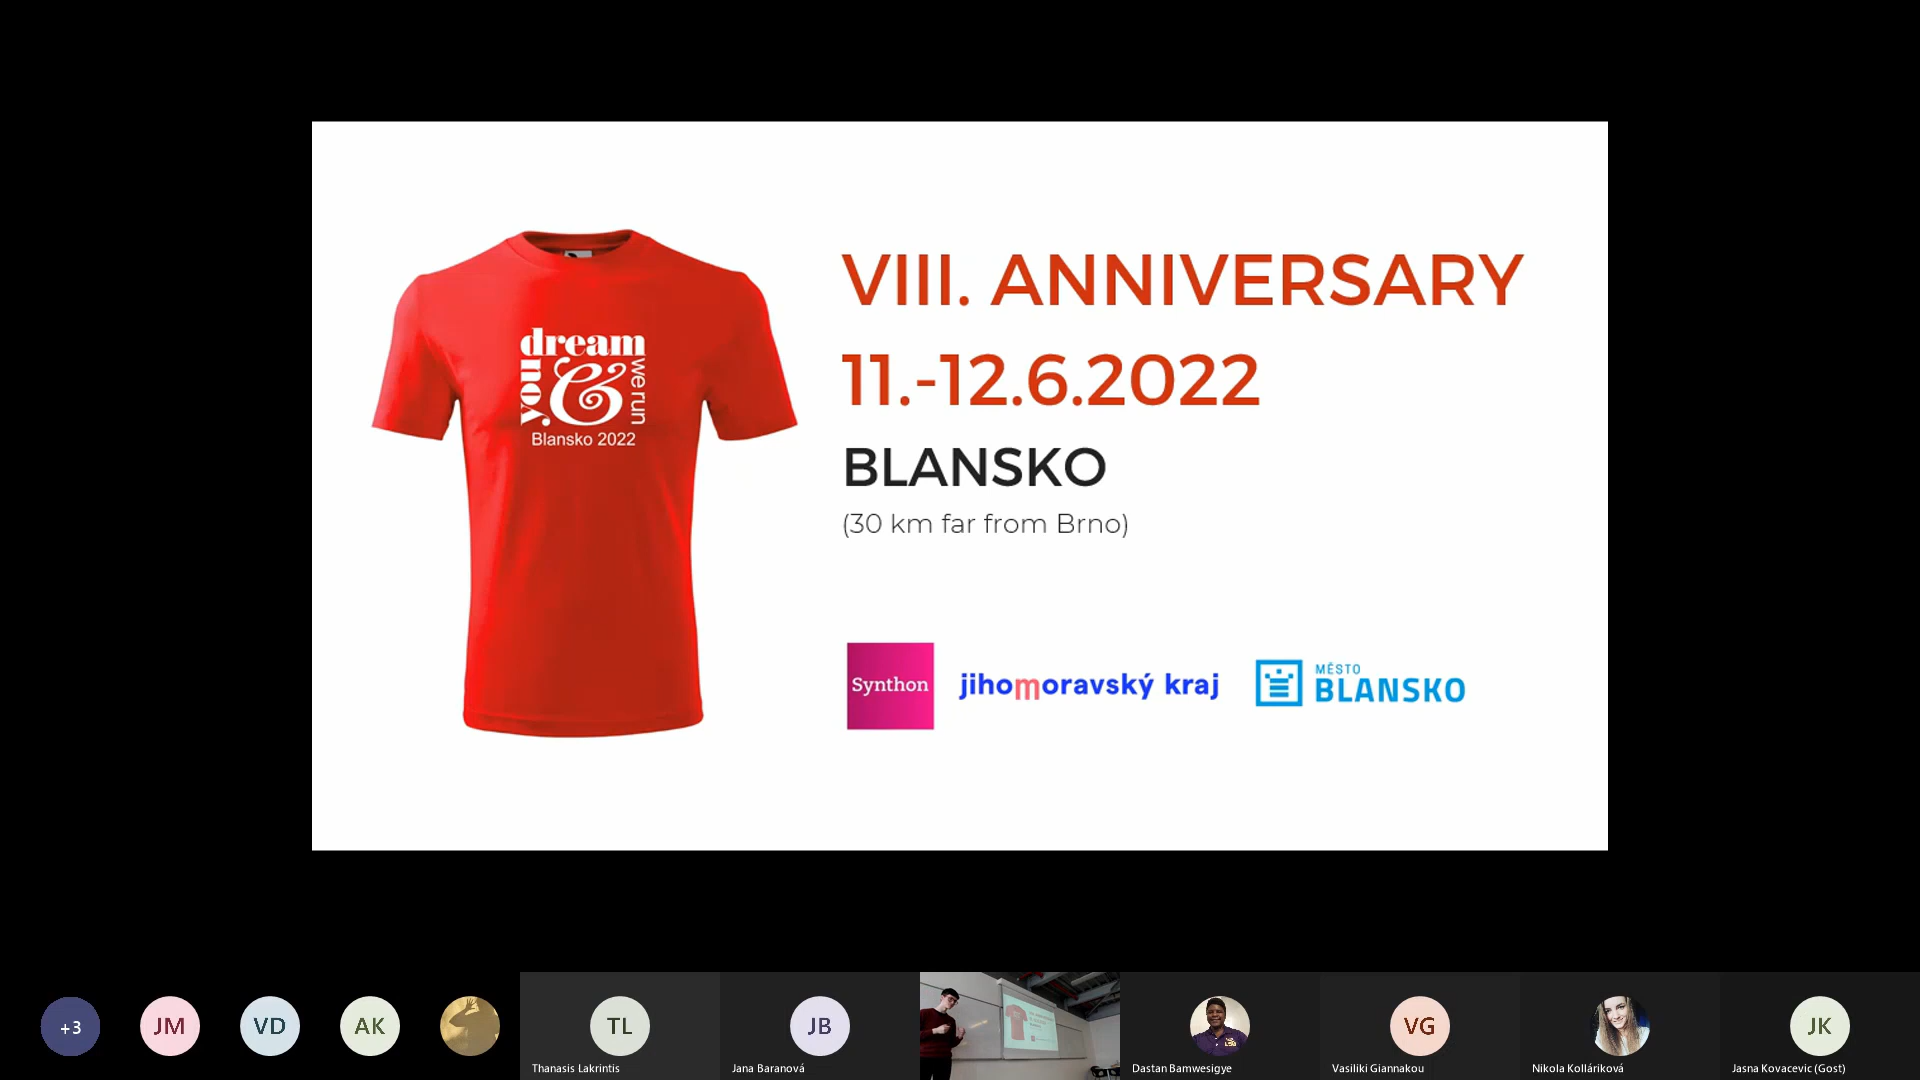 dream
you
&
we run
Blansko 2022
VIII. ANNIVERSARY
11.-12.6.2022
BLANSKO
(30 km far from Brno)
Synthon
jihomoravský kraj
MĚSTO
BLANSKO
+3
JM
VD
AK
TL
Thanasis Lakrintis
JB
Jana Baranová
Dastan Bamwesigye
VG
Vasiliki Giannakou
Nikola Kolláriková
JK
Jasna Kovacevic (Gost)